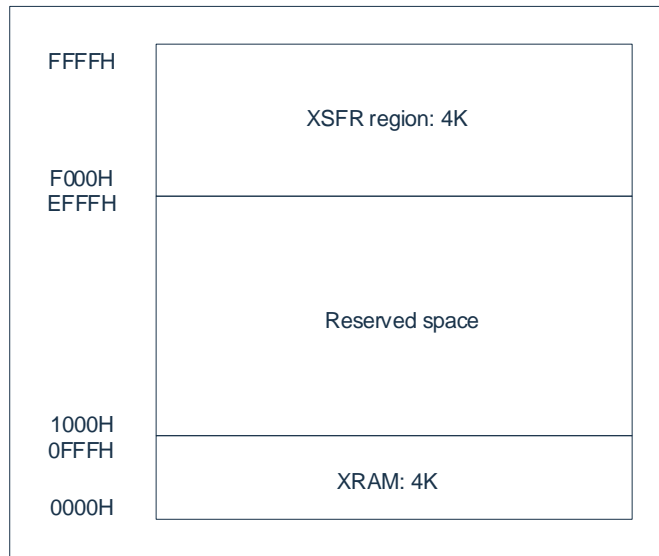 FFFFH
XSFR region: 4K
F000H
EFFFH
Reserved space
1000H
0FFFH
XRAM: 4K
0000H